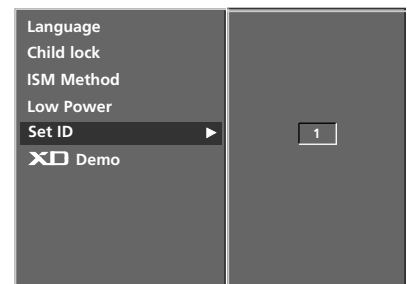 Language
Child lock
ISM Method
Low Power
Set ID ▶ 1
XD Demo